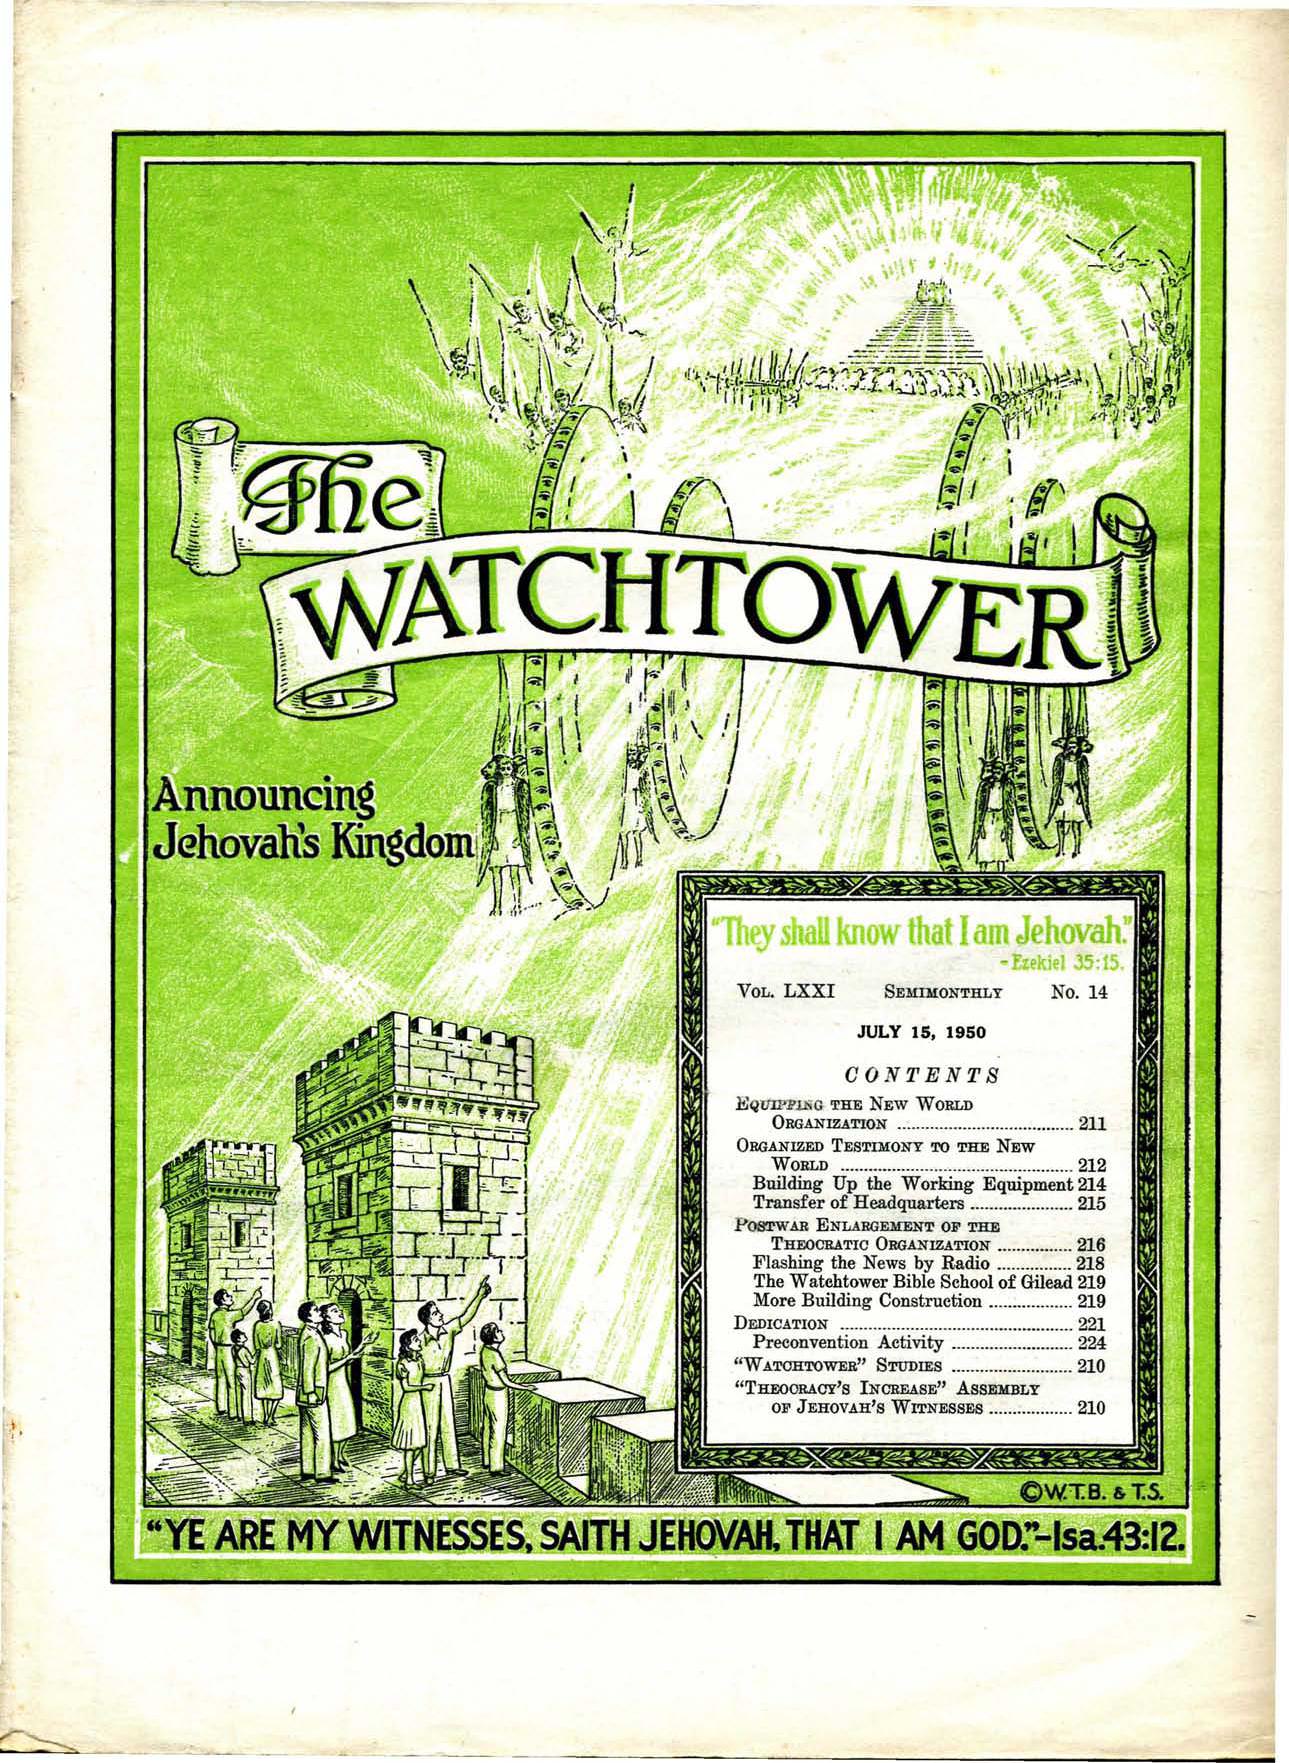 The
WATCHTOWER
Announcing
Jehovah's Kingdom
"They shall know that I am Jehovah."
-Ezekiel 35:15.
VOL. LXXI SEMIMONTHLY No. 14
JULY 15, 1950
CONTENTS
EQUIPPING THE NEW WORLD
ORGANIZATION ........................................ 211
ORGANIZED TESTIMONY TO THE NEW
WORLD .................................................... 212
Building Up the Working Equipment 214
Transfer of Headquarters ....................... 215
POSTWAR ENLARGEMENT OF THE
THEOCRATIC ORGANIZATION ................. 216
Flashing the News by Radio ................. 218
The Watchtower Bible School of Gilead 219
More Building Construction ................... 219
DEDICATION ..................................................... 221
Preconvention Activity ........................... 224
"WATCHTOWER" STUDIES ........................... 210
"THEOCRACY'S INCREASE" ASSEMBLY
OF JEHOVAH'S WITNESSES ................... 210
©W.T.B. & T.S.
"YE ARE MY WITNESSES, SAITH JEHOVAH, THAT I AM GOD."-Isa.43:12.